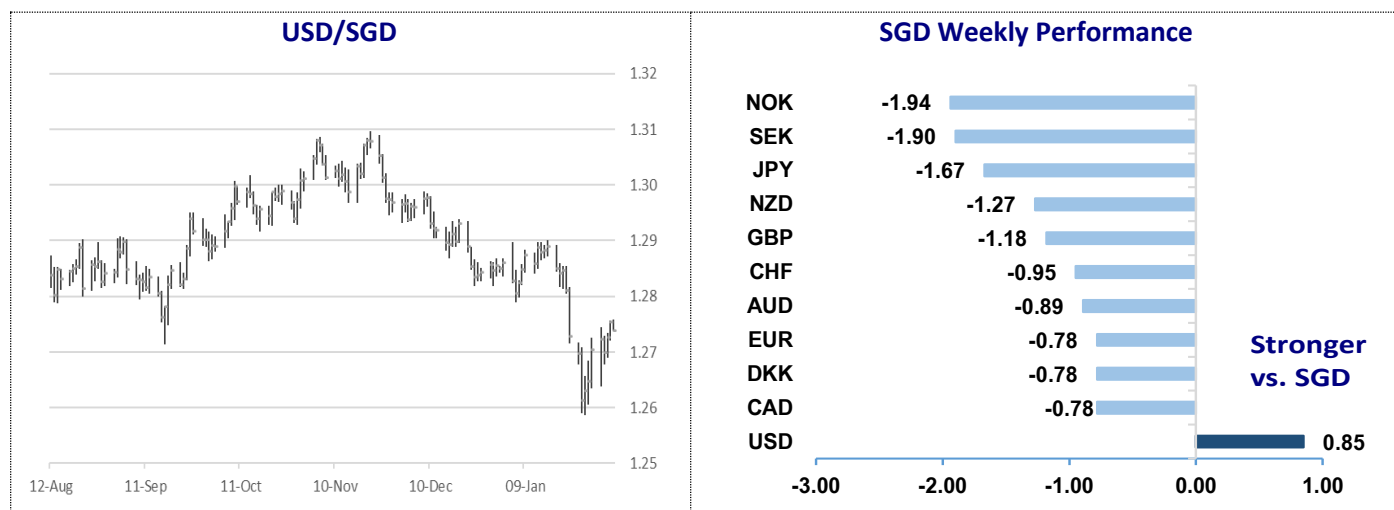 USD/SGD
1.32
1.31
1.30
1.29
1.28
1.27
1.26
1.25
12-Aug 11-Sep 11-Oct 10-Nov 10-Dec 09-Jan
SGD Weekly Performance
NOK -1.94
SEK -1.90
JPY -1.67
NZD -1.27
GBP -1.18
CHF -0.95
AUD -0.89
EUR -0.78
DKK -0.78
CAD -0.78
USD 0.85
Stronger
vs. SGD
-3.00 -2.00 -1.00 0.00 1.00